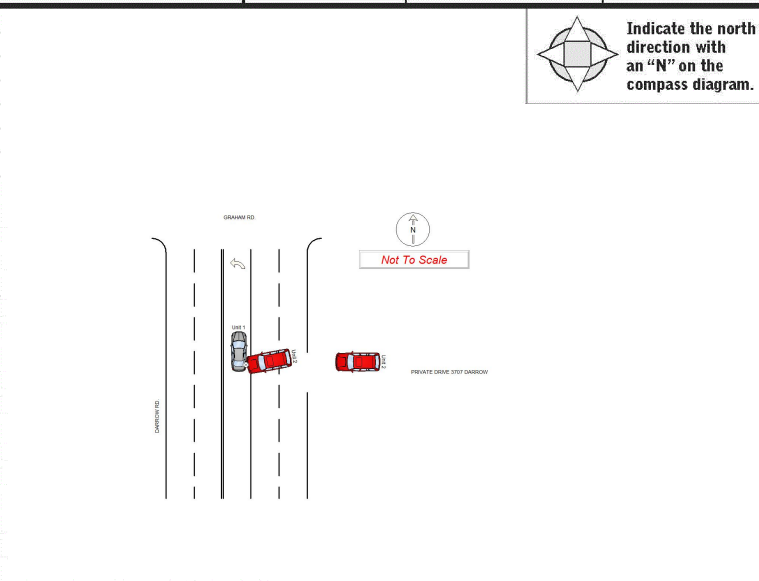 Indicate the north
direction with
an “N” on the
compass diagram.
GRAHAM RD.
N
Not To Scale
Unit 1
Unit 2
Unit 2
PRIVATE DRIVE 3707 DARROW
DARROW RD.